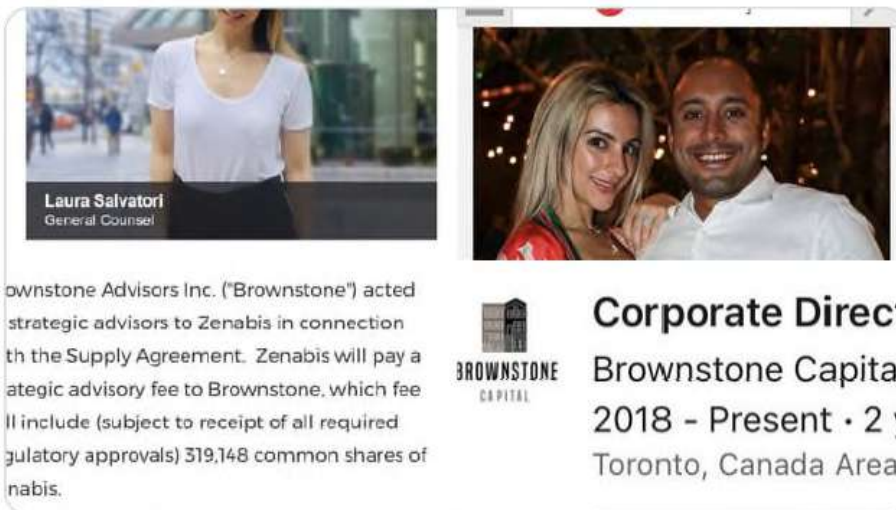 Laura Salvatori
General Counsel
ownstone Advisors Inc. ("Brownstone") acted
strategic advisors to Zenabis in connection
th the Supply Agreement. Zenabis will pay a
ategic advisory fee to Brownstone, which fee
ll include (subject to receipt of all required
gulatory approvals) 319,148 common shares of
nabis.
BROWNSTONE
CAPITAL
Corporate Direc
Brownstone Capita
2018 - Present · 2 y
Toronto, Canada Area